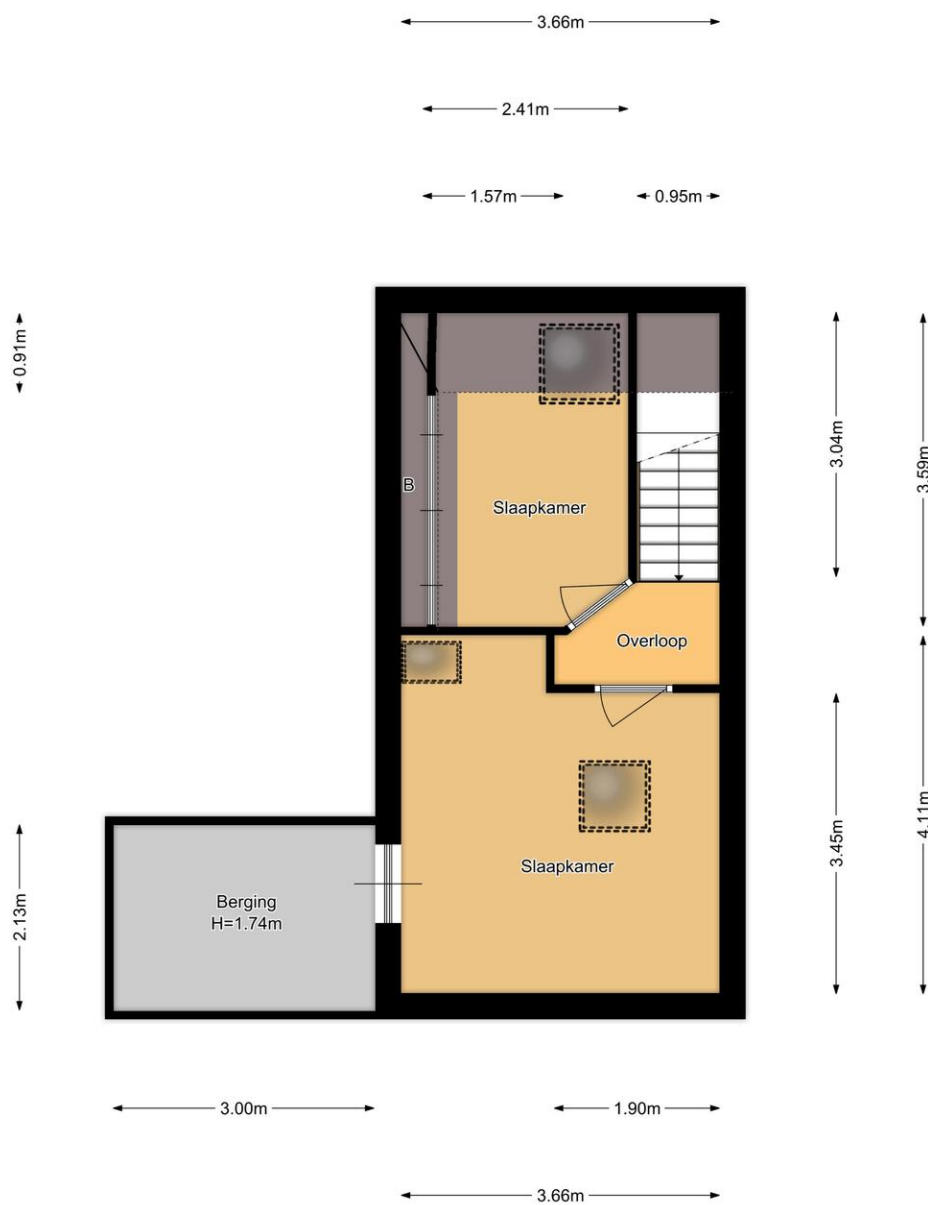 3.66m
2.41m
1.57m
0.95m
0.91m
3.04m
3.59m
B
Slaapkamer
Overloop
4.11m
3.45m
Slaapkamer
2.13m
Berging
H=1.74m
3.00m
1.90m
3.66m